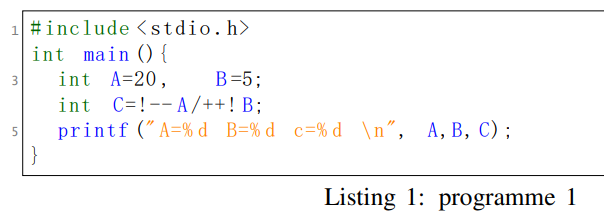 1 #include <stdio.h>
int main () {
3 int A=20, B=5;
int C=!--A/++!B;
5 printf ("A=%d B=%d c=%d \n", A,B,C);
}
Listing 1: programme 1